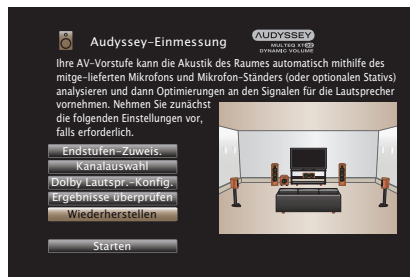 Audyssey-Einmessung
AUDYSSEY
MULTEQ XT32
DYNAMIC VOLUME
Ihre AV-Vorstufe kann die Akustik des Raumes automatisch mithilfe des
mitge-lieferten Mikrofons und Mikrofon-Ständers (oder optionalen Stativs)
analysieren und dann Optimierungen an den Signalen für die Lautsprecher
vornehmen. Nehmen Sie zunächst
die folgenden Einstellungen vor,
falls erforderlich.
Endstufen-Zuweis.
Kanalauswahl
Dolby Lautspr.-Konfig.
Ergebnisse überprüfen
Wiederherstellen
Starten